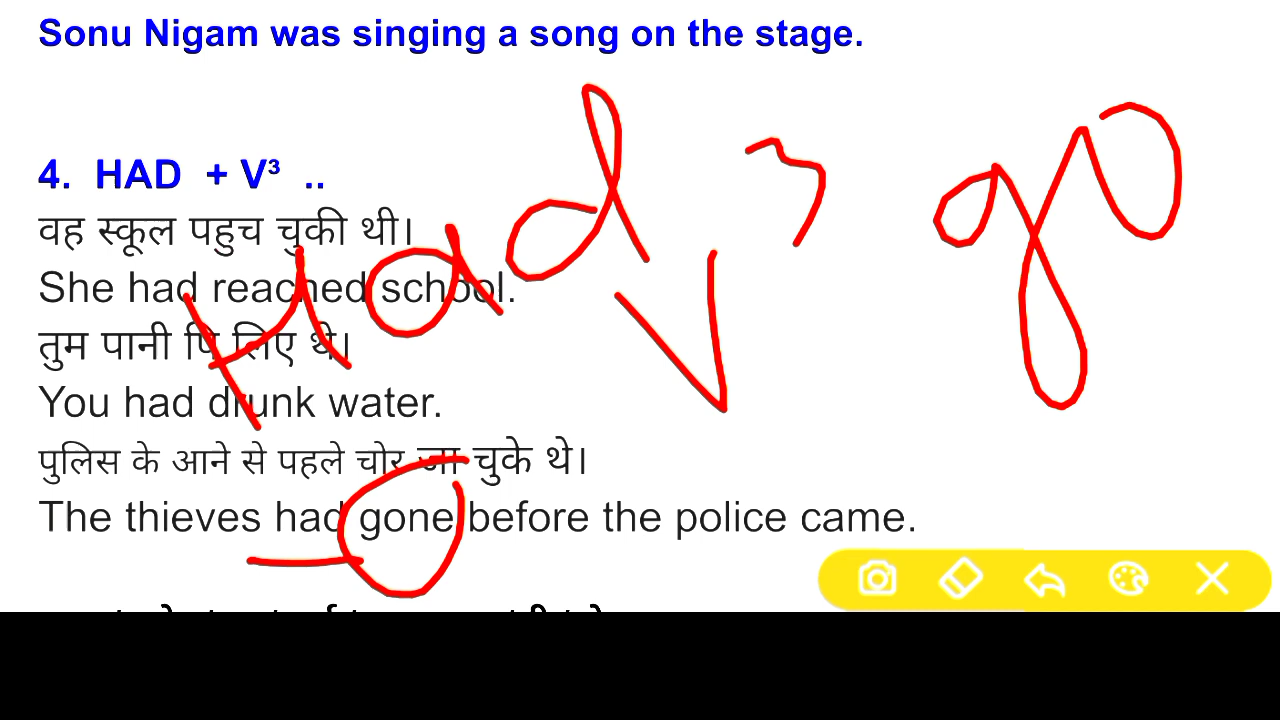 Sonu Nigam was singing a song on the stage.
4. HAD + V³ ..
वह स्कूल पहुच चुकी थी।
She had reached school.
तुम पानी पि लिए थे।
You had drunk water.
पुलिस के आने से पहले चोर जा चुके थे।
The thieves had gone before the police came.
Had V3 go